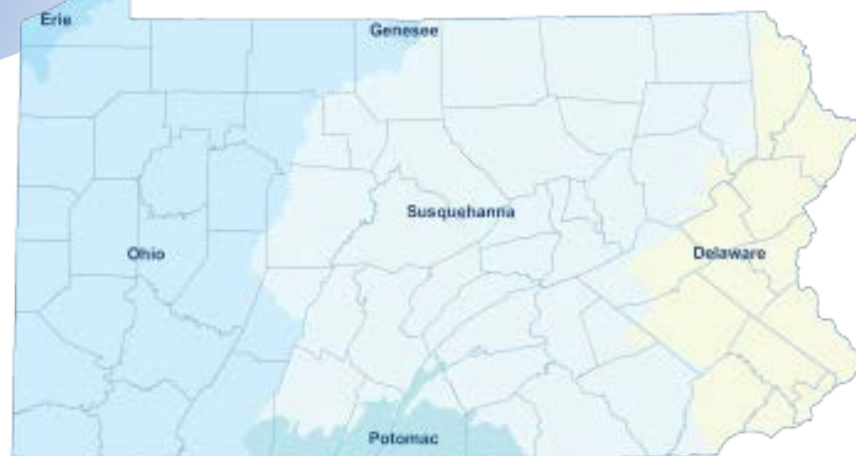 Erie
Genesee
Susquehanna
Ohio
Delaware
Potomac